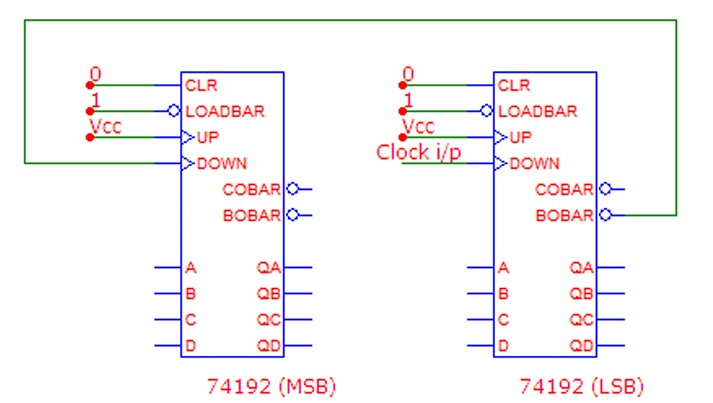 0
CLR
1
LOADBAR
Vcc
UP
DOWN
COBAR
BOBAR
A QA
B QB
C QC
D QD
74192 (MSB)
0
CLR
1
LOADBAR
Vcc
UP
Clock i/p
DOWN
COBAR
BOBAR
A QA
B QB
C QC
D QD
74192 (LSB)